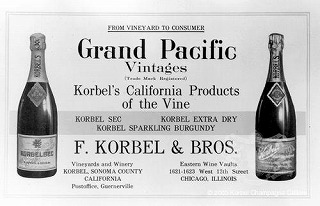 FROM VINEYARD TO CONSUMER
Grand Pacific
Vintages
(Trade Mark Registered)
Korbel's California Products
of the Vine
KORBEL SEC KORBEL EXTRA DRY
KORBEL SPARKLING BURGUNDY
F. KORBEL & BROS.
Vineyards and Winery
KORBEL, SONOMA COUNTY
CALIFORNIA
Postoffice, Guerneville
Eastern Wine Vaults
1621-1623 West 12th Street
CHICAGO, ILLINOIS
KORBELSEC